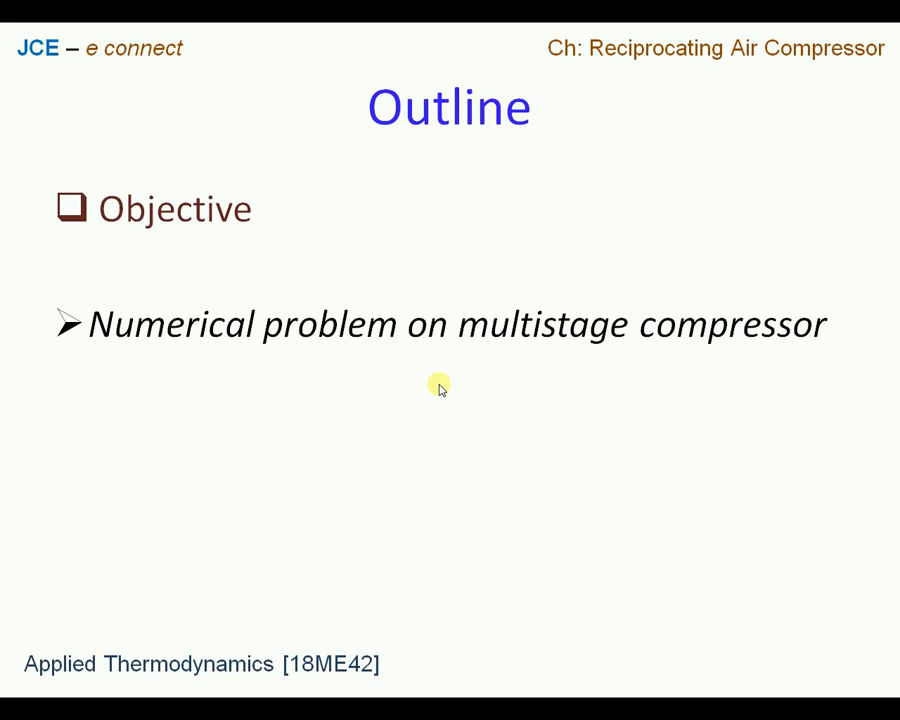 JCE – e connect
Ch: Reciprocating Air Compressor
Outline
Objective
Numerical problem on multistage compressor
Applied Thermodynamics [18ME42]